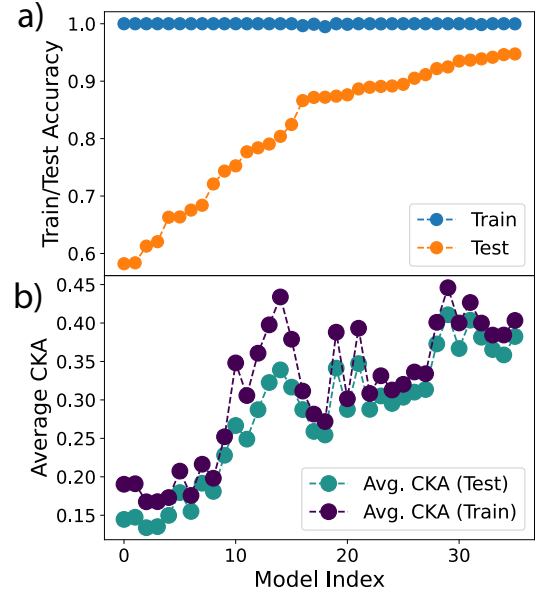 a)
1.0
0.9
0.8
0.7
0.6
Train/Test Accuracy
Train
Test
b)
0.45
0.40
0.35
0.30
0.25
0.20
0.15
Average CKA
Avg. CKA (Test)
Avg. CKA (Train)
0 10 20 30
Model Index